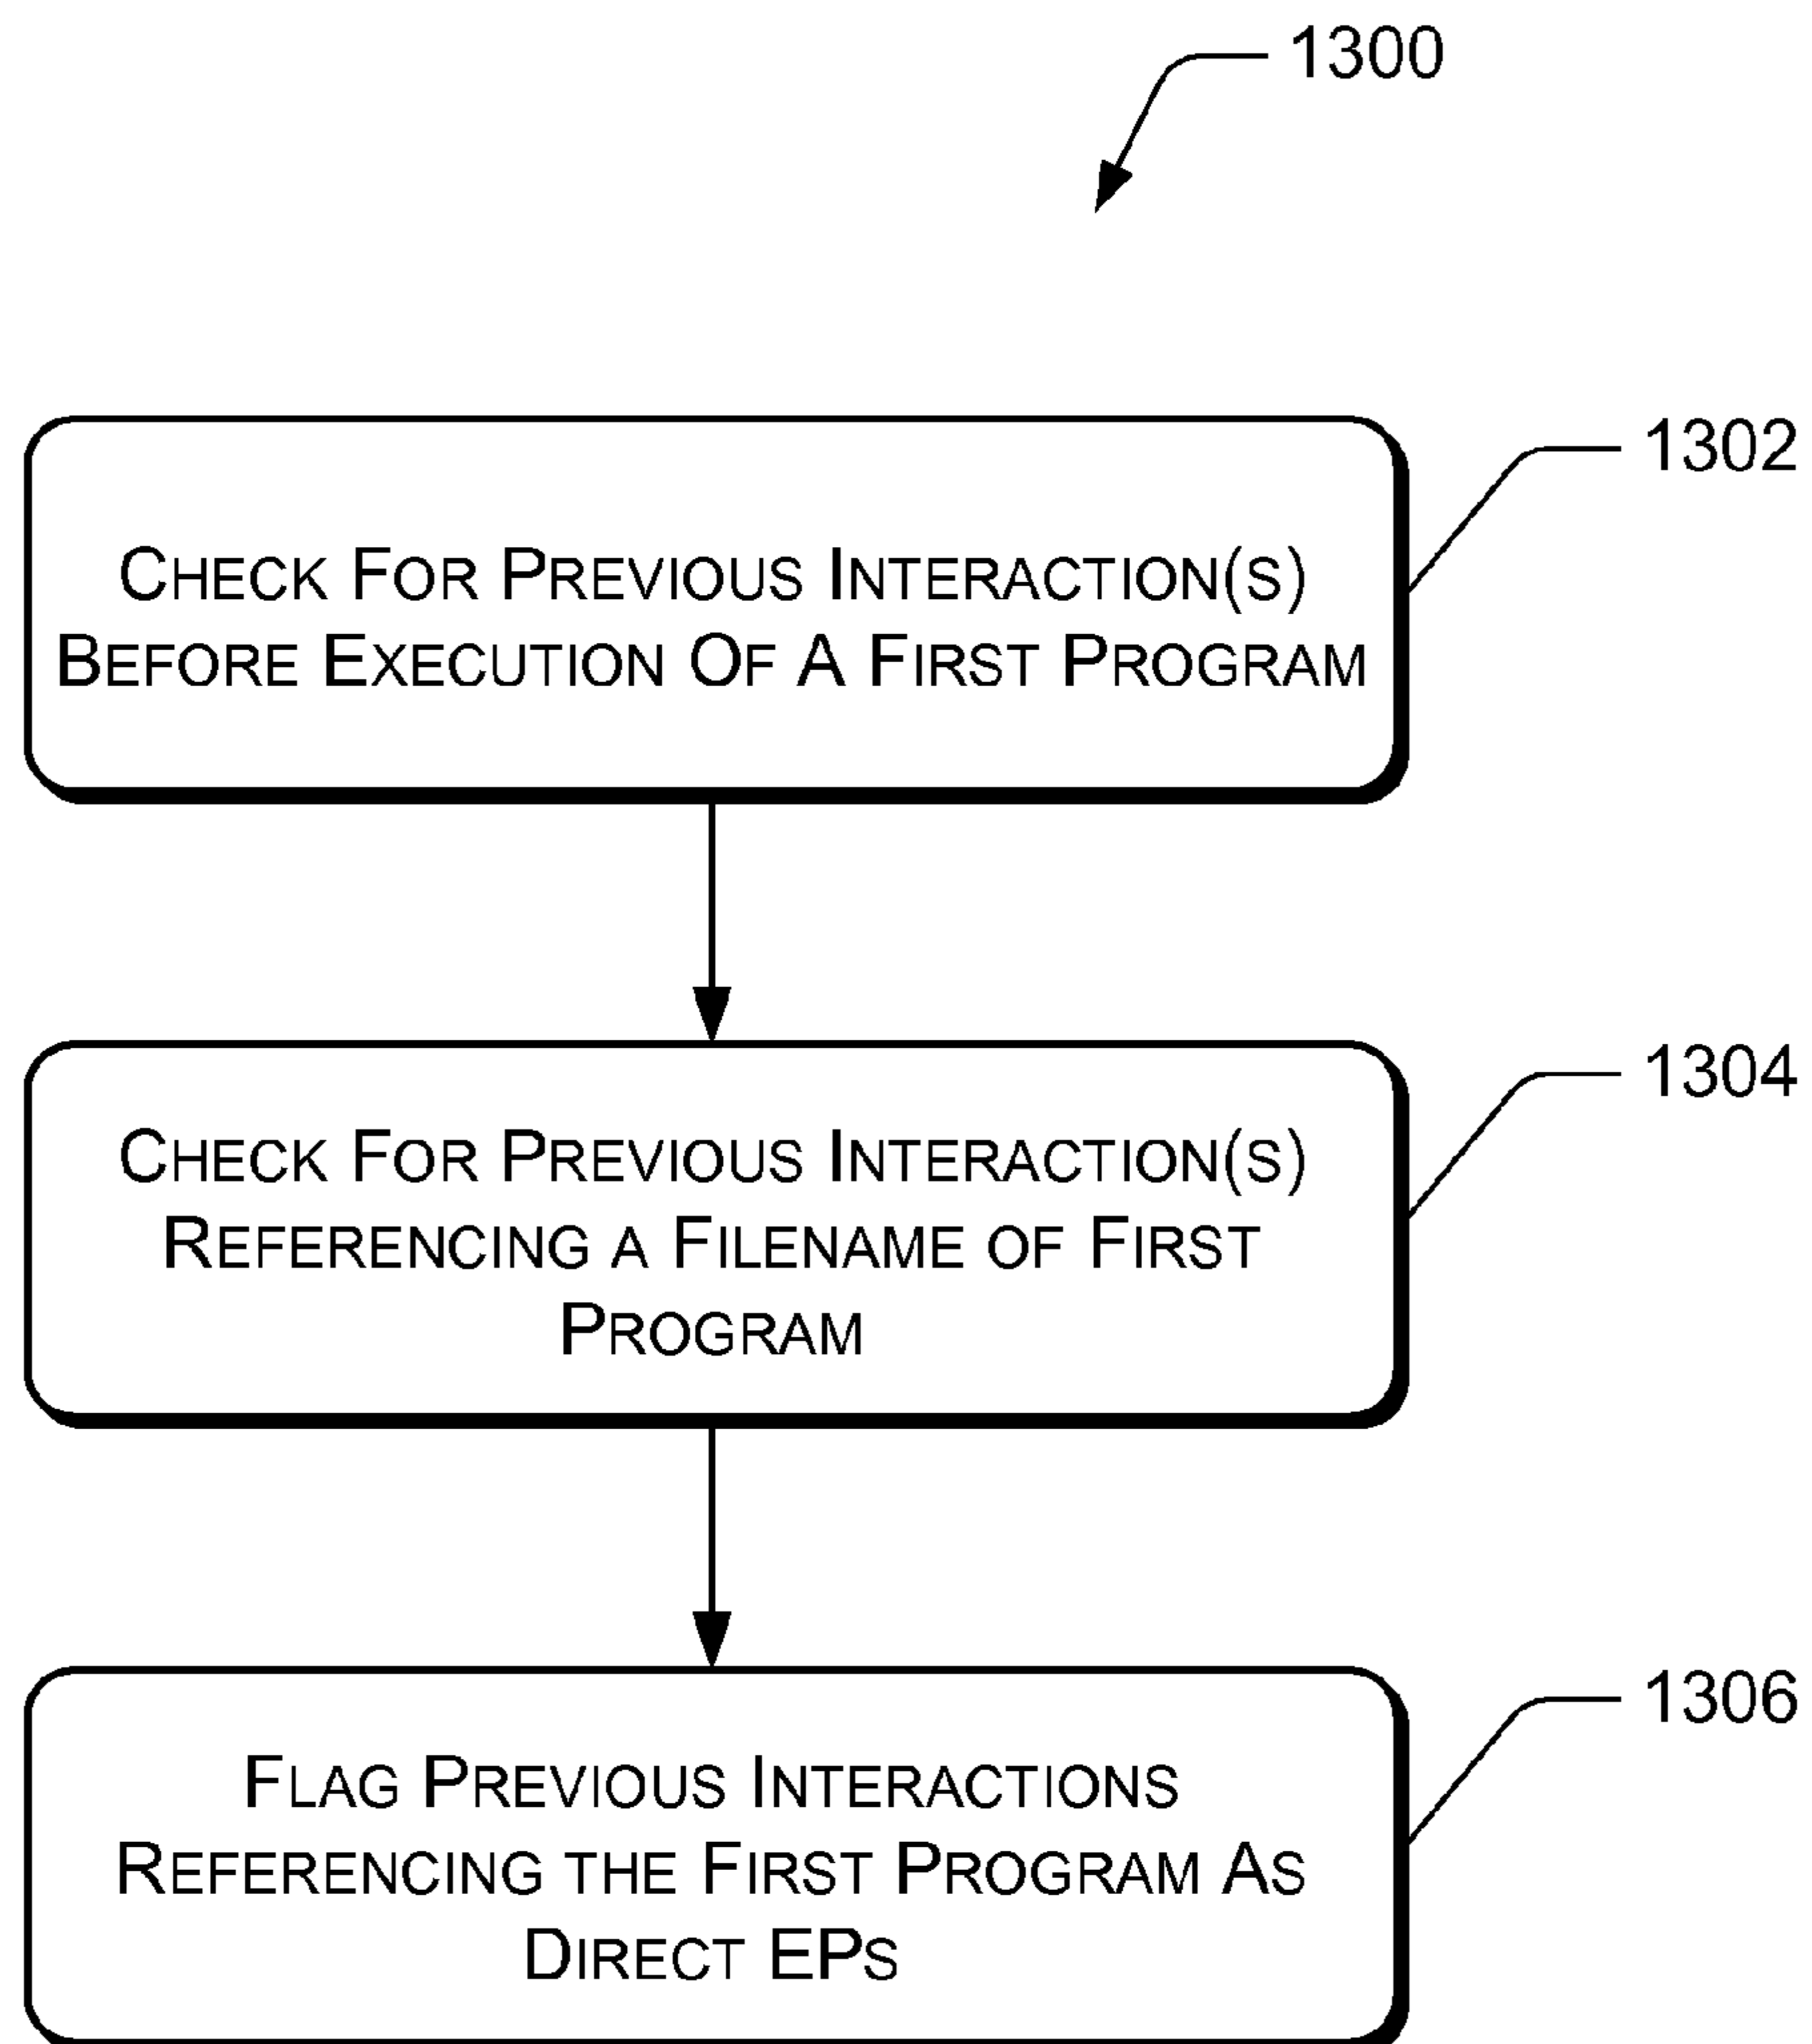 1300
1302
Check For Previous Interaction(s)
Before Execution Of A First Program
1304
Check For Previous Interaction(s)
Referencing a Filename of First
Program
1306
Flag Previous Interactions
Referencing the First Program As
Direct EPs